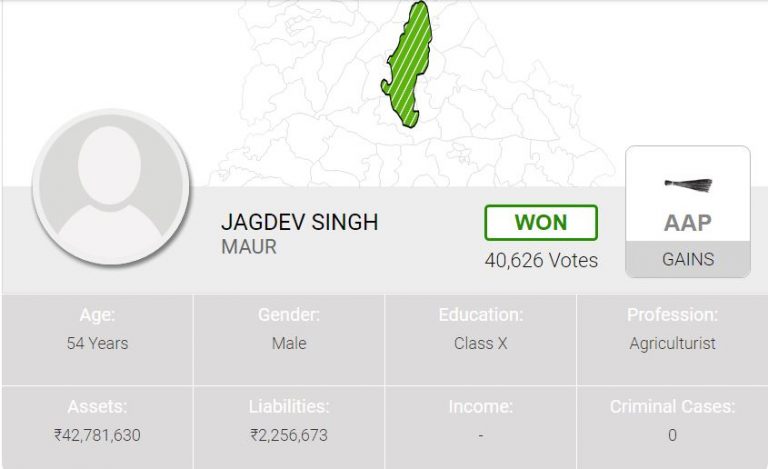 JAGDEV SINGH
MAUR
WON
40,626 Votes
AAP
GAINS
Age:
54 Years
Gender:
Male
Education:
Class X
Profession:
Agriculturist
Assets:
₹42,781,630
Liabilities:
₹2,256,673
Income:
-
Criminal Cases:
0